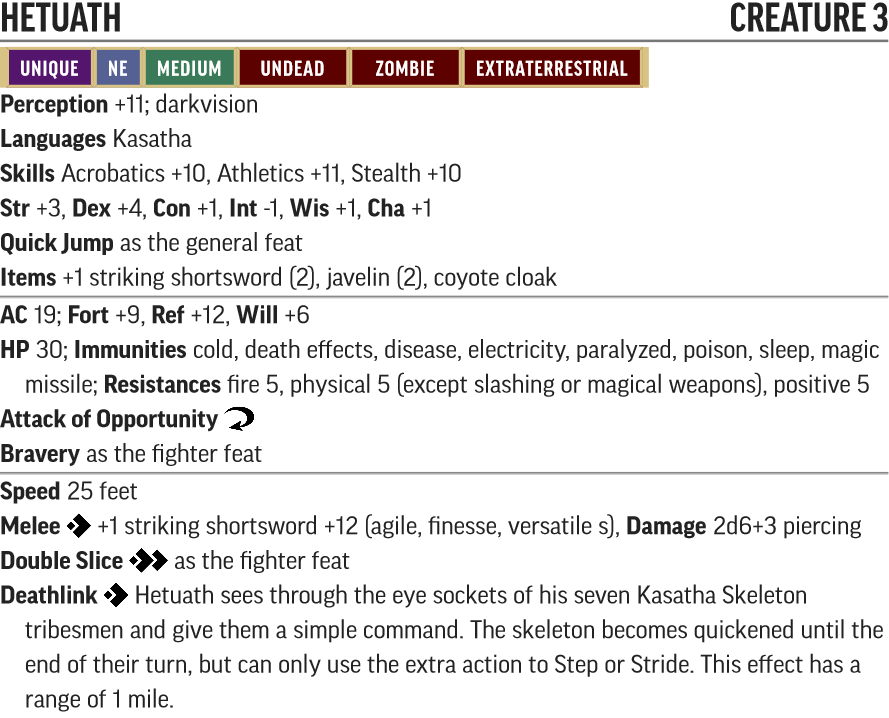 HETUATH CREATURE 3
UNIQUE NE MEDIUM UNDEAD ZOMBIE EXTRATERRESTRIAL
Perception +11; darkvision
Languages Kasatha
Skills Acrobatics +10, Athletics +11, Stealth +10
Str +3, Dex +4, Con +1, Int -1, Wis +1, Cha +1
Quick Jump as the general feat
Items +1 striking shortsword (2), javelin (2), coyote cloak
AC 19; Fort +9, Ref +12, Will +6
HP 30; Immunities cold, death effects, disease, electricity, paralyzed, poison, sleep, magic
missile; Resistances fire 5, physical 5 (except slashing or magical weapons), positive 5
Attack of Opportunity
Bravery as the fighter feat
Speed 25 feet
Melee +1 striking shortsword +12 (agile, finesse, versatile s), Damage 2d6+3 piercing
Double Slice as the fighter feat
Deathlink Hetuath sees through the eye sockets of his seven Kasatha Skeleton
tribesmen and give them a simple command. The skeleton becomes quickened until the
end of their turn, but can only use the extra action to Step or Stride. This effect has a
range of 1 mile.